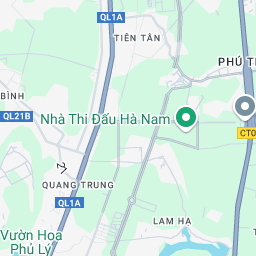 QL1A
TIÊN TÂN
PHÚ T
BÌNH
QL21B
Nhà Thi Đấu Hà Nam
CT0
QUANG TRUNG
QL1A
LAM HẠ
Vườn Hoa
Phủ Lý